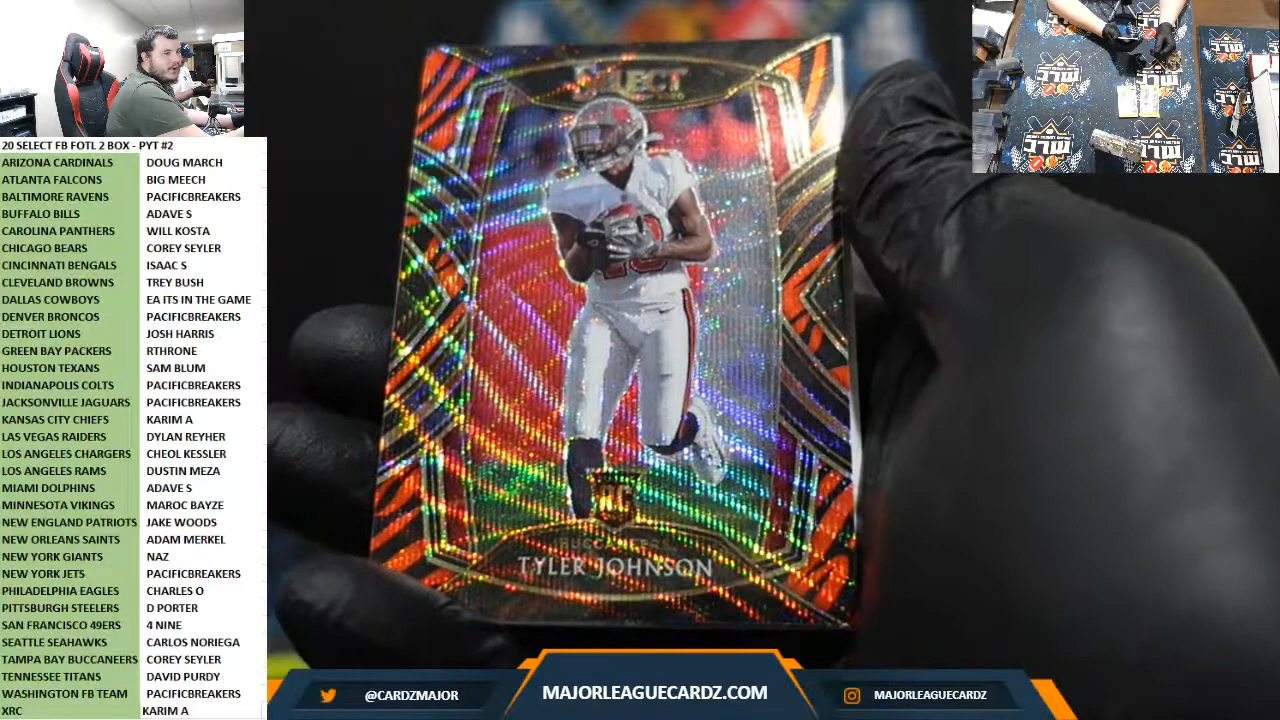 20 SELECT FB FOTL 2 BOX - PYT #2
ARIZONA CARDINALS DOUG MARCH
ATLANTA FALCONS BIG MEECH
BALTIMORE RAVENS PACIFICBREAKERS
BUFFALO BILLS ADAVE S
CAROLINA PANTHERS WILL KOSTA
CHICAGO BEARS COREY SEYLER
CINCINNATI BENGALS ISAAC S
CLEVELAND BROWNS TREY BUSH
DALLAS COWBOYS EA ITS IN THE GAME
DENVER BRONCOS PACIFICBREAKERS
DETROIT LIONS JOSH HARRIS
GREEN BAY PACKERS RTHRONE
HOUSTON TEXANS SAM BLUM
INDIANAPOLIS COLTS PACIFICBREAKERS
JACKSONVILLE JAGUARS PACIFICBREAKERS
KANSAS CITY CHIEFS KARIM A
LAS VEGAS RAIDERS DYLAN REYHER
LOS ANGELES CHARGERS CHEOL KESSLER
LOS ANGELES RAMS DUSTIN MEZA
MIAMI DOLPHINS ADAVE S
MINNESOTA VIKINGS MAROC BAYZE
NEW ENGLAND PATRIOTS JAKE WOODS
NEW ORLEANS SAINTS ADAM MERKEL
NEW YORK GIANTS NAZ
NEW YORK JETS PACIFICBREAKERS
PHILADELPHIA EAGLES CHARLES O
PITTSBURGH STEELERS D PORTER
SAN FRANCISCO 49ERS 4 NINE
SEATTLE SEAHAWKS CARLOS NORIEGA
TAMPA BAY BUCCANEERS COREY SEYLER
TENNESSEE TITANS DAVID PURDY
WASHINGTON FB TEAM PACIFICBREAKERS
XRC KARIM A
SELECT
RC
BUCCANEERS
TYLER JOHNSON
@CARDZMAJOR
MAJORLEAGUECARDZ.COM
MAJORLEAGUECARDZ